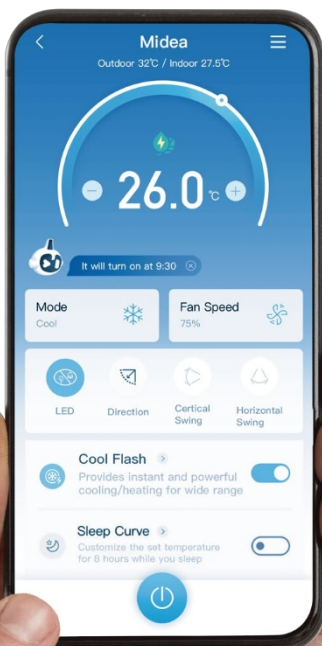 Midea
Outdoor 32℃ / Indoor 27.5℃
26.0 ℃
It will turn on at 9:30
Mode
Cool
Fan Speed
75%
LED
Direction
Certical
Swing
Horizontal
Swing
Cool Flash
Provides instant and powerful
cooling/heating for wide range
Sleep Curve
Customize the set temperature
for 8 hours while you sleep